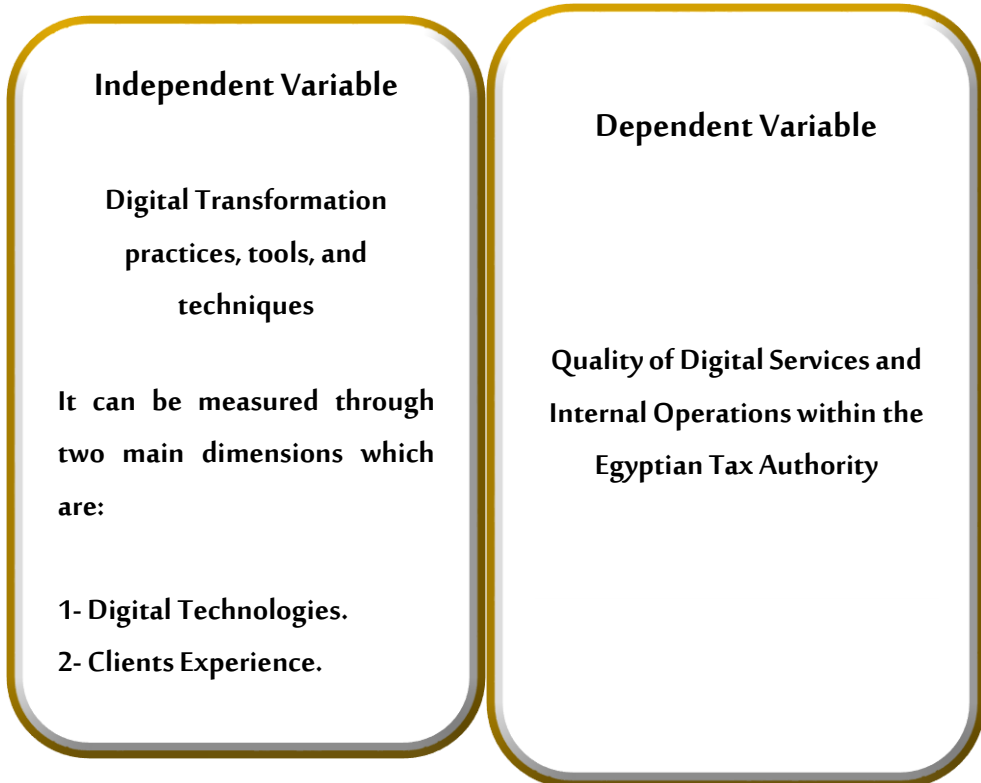 Independent Variable
Digital Transformation
practices, tools, and
techniques
It can be measured through
two main dimensions which
are:
1- Digital Technologies.
2- Clients Experience.
Dependent Variable
Quality of Digital Services and
Internal Operations within the
Egyptian Tax Authority